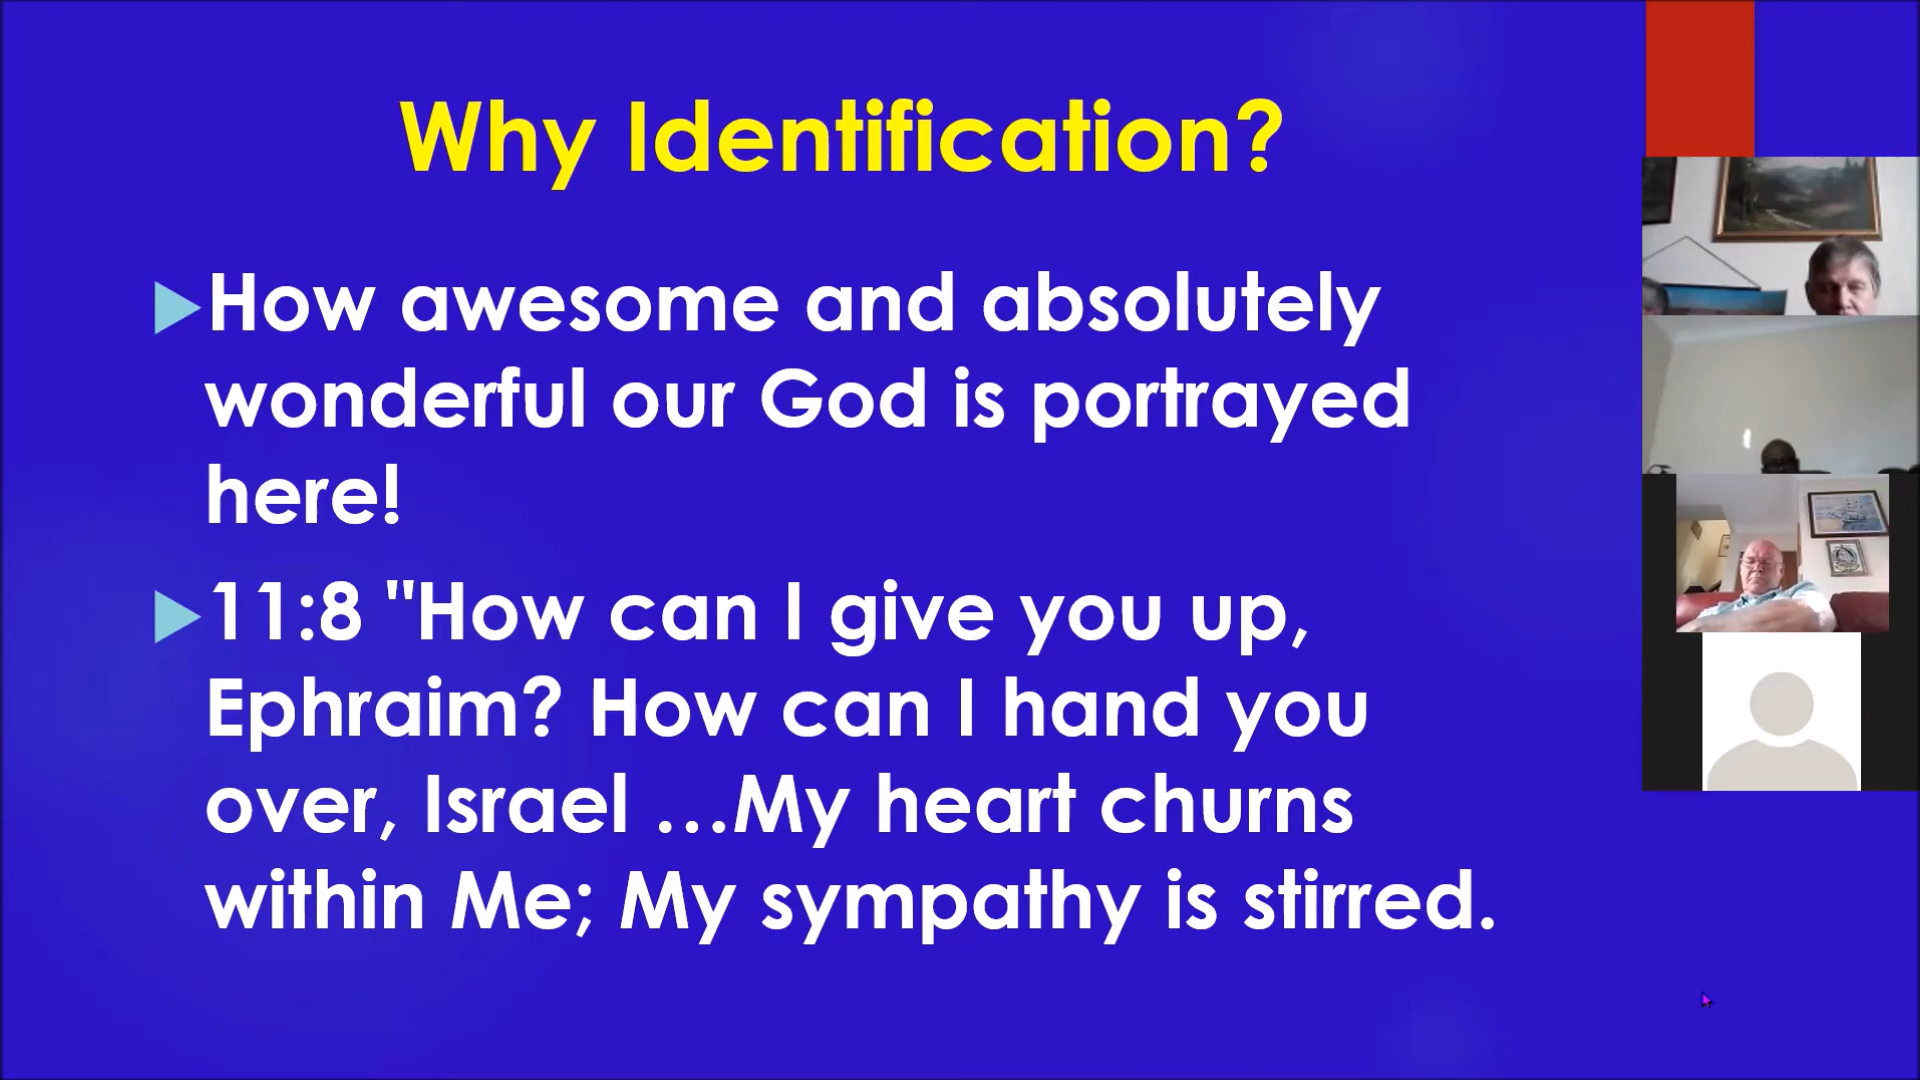 Why Identification?
How awesome and absolutely
wonderful our God is portrayed
here!
11:8 "How can I give you up,
Ephraim? How can I hand you
over, Israel ...My heart churns
within Me; My sympathy is stirred.